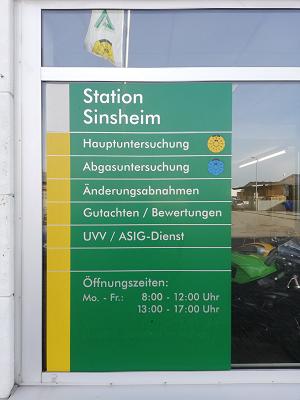 Station
Sinsheim
Hauptuntersuchung
Abgasuntersuchung
Änderungsabnahmen
Gutachten / Bewertungen
UVV / ASIG-Dienst
Öffnungszeiten:
Mo. - Fr.: 8:00 - 12:00 Uhr
13:00 - 17:00 Uhr